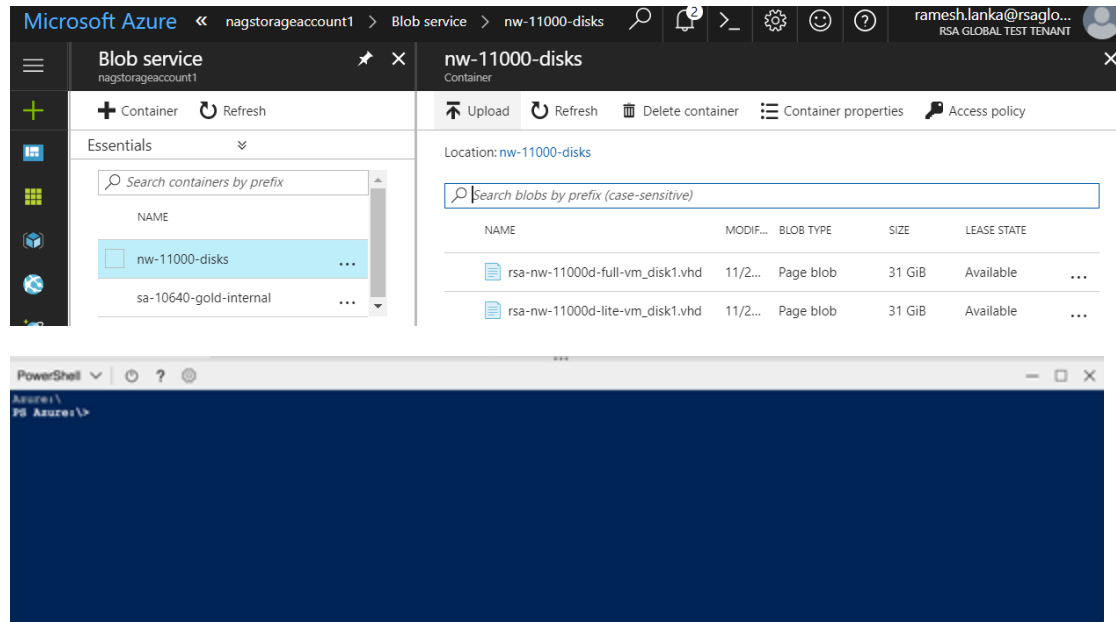 Microsoft Azure « nagstorageaccount1 > Blob service > nw-11000-disks 2 >_ ? ramesh.lanka@rsaglo...
RSA GLOBAL TEST TENANT
Blob service
nagstorageaccount1
Container Refresh
Essentials
Search containers by prefix
NAME
nw-11000-disks ...
sa-10640-gold-internal ...
nw-11000-disks
Container
Upload Refresh Delete container Container properties Access policy
Location: nw-11000-disks
Search blobs by prefix (case-sensitive)
NAME MODIF... BLOB TYPE SIZE LEASE STATE
rsa-nw-11000d-full-vm_disk1.vhd 11/2... Page blob 31 GiB Available ...
rsa-nw-11000d-lite-vm_disk1.vhd 11/2... Page blob 31 GiB Available ...
PowerShell ?
Azure:\
PS Azure:\>